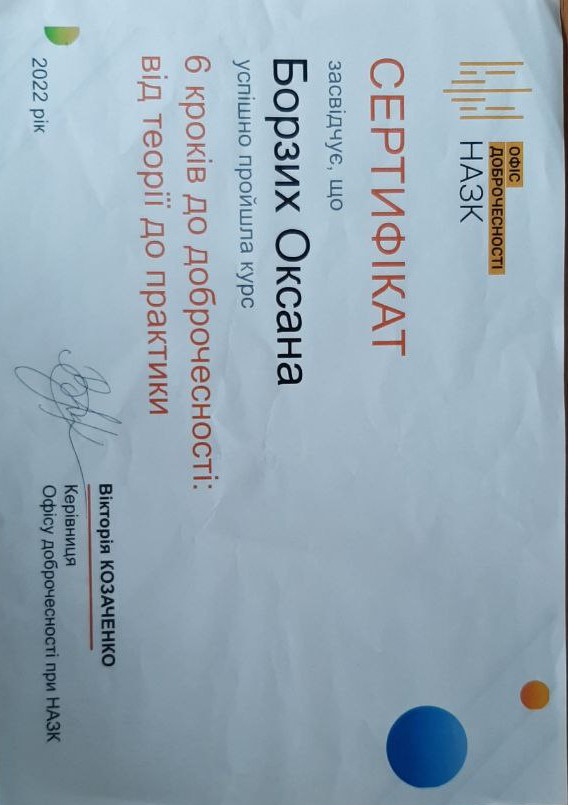 ОФІС
ДОБРОЧЕСНОСТІ
НАЗК
СЕРТИФІКАТ
засвідчує, що
Борзих Оксана
успішно пройшла курс
6 кроків до доброчесності:
від теорії до практики
2022 рік
Вікторія КОЗАЧЕНКО
Керівниця
Офісу доброчесності при НАЗК